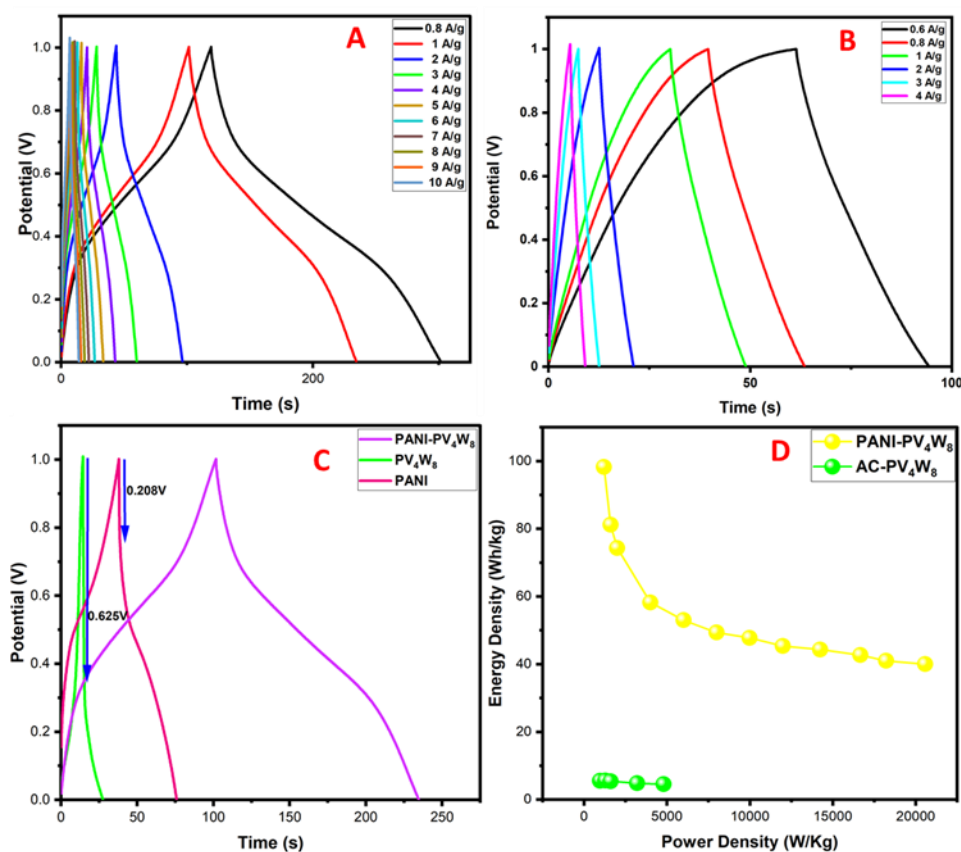 A
0.8 A/g
1 A/g
2 A/g
3 A/g
4 A/g
5 A/g
6 A/g
7 A/g
8 A/g
9 A/g
10 A/g
1.0
0.8
0.6
0.4
0.2
0.0
Potential (V)
0
200
Time (s)
B
0.6 A/g
0.8 A/g
1 A/g
2 A/g
3 A/g
4 A/g
1.0
0.8
0.6
0.4
0.2
0
Potential (V)
0
50
100
Time (s)
C
PANI-PV₄W₈
PV₄W₈
PANI
0.208V
0.625V
1.0
0.8
0.6
0.4
0.2
0.0
Potential (V)
0
50
100
150
200
250
Time (s)
D
PANI-PV₄W₈
AC-PV₄W₈
100
80
60
40
20
0
Energy Density (Wh/kg)
0
5000
10000
15000
20000
Power Density (W/Kg)